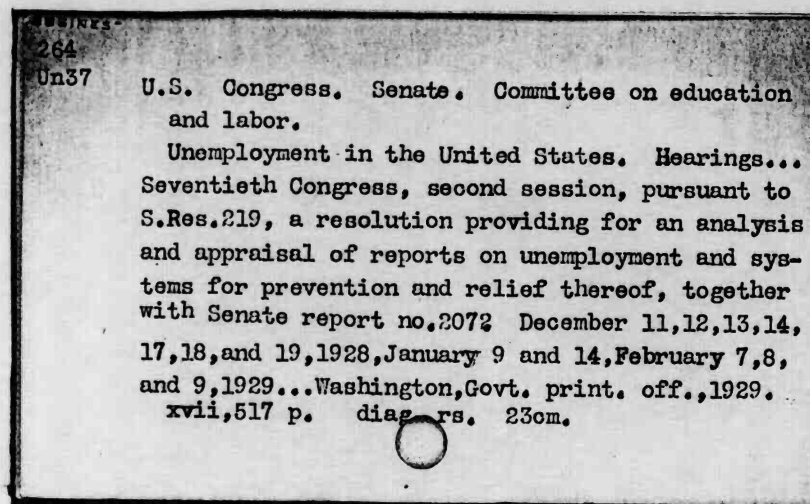 264
Un37
U.S. Congress. Senate. Committee on education
and labor.
Unemployment in the United States. Hearings...
Seventieth Congress, second session, pursuant to
S.Res.219, a resolution providing for an analysis
and appraisal of reports on unemployment and sys-
tems for prevention and relief thereof, together
with Senate report no.2072 December 11,12,13,14,
17,18,and 19,1928,January 9 and 14,February 7,8,
and 9,1929...Washington,Govt. print. off.,1929.
xvii,517 p. diag rs. 23cm.